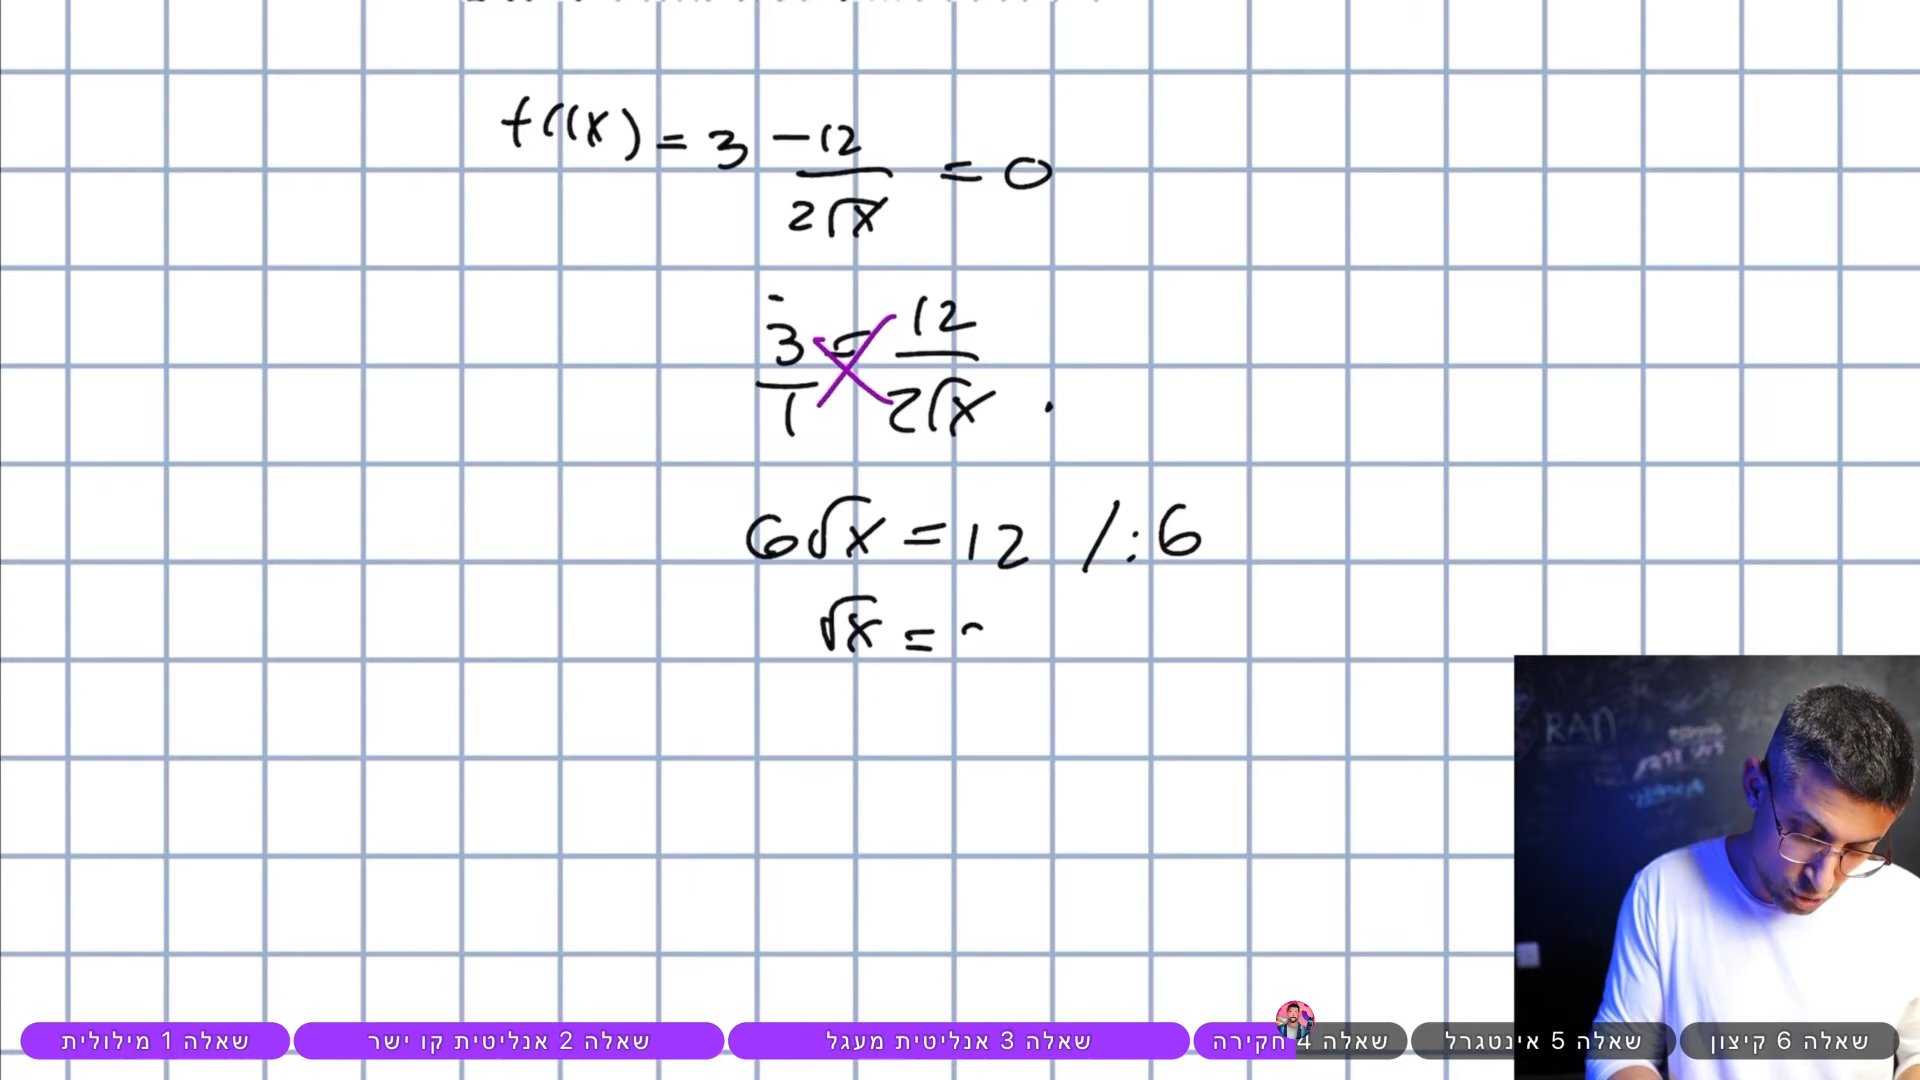 f'(x) = 3 - 12 / 2√x = 0
3/1 = 12 / 2√x .
6√x = 12 /:6
√x =
RAN
שאלה 1 מילולית
שאלה 2 אנליטית קו ישר
שאלה 3 אנליטית מעגל
שאלה 4 חקירה
שאלה 5 אינטגרל
שאלה 6 קיצון